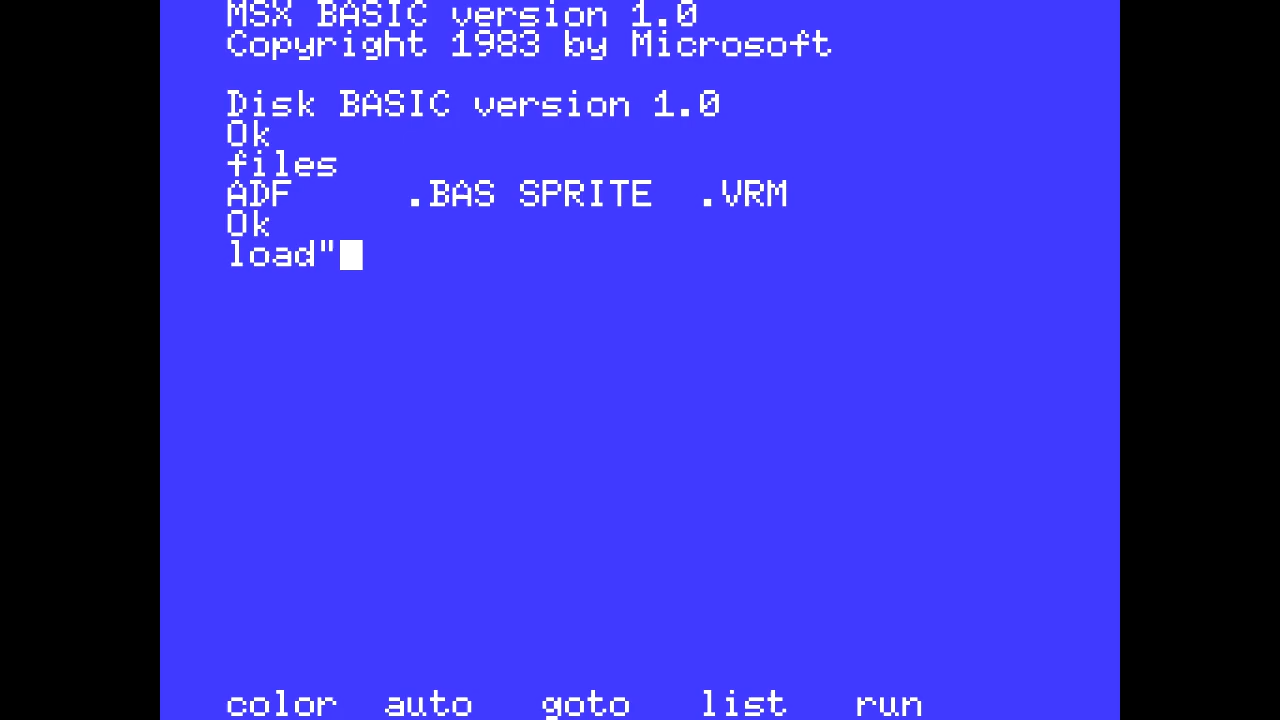 MSX BASIC version 1.0
Copyright 1983 by Microsoft
Disk BASIC version 1.0
Ok
files
ADF     .BAS SPRITE  .VRM
Ok
load"
color  auto   goto   list   run